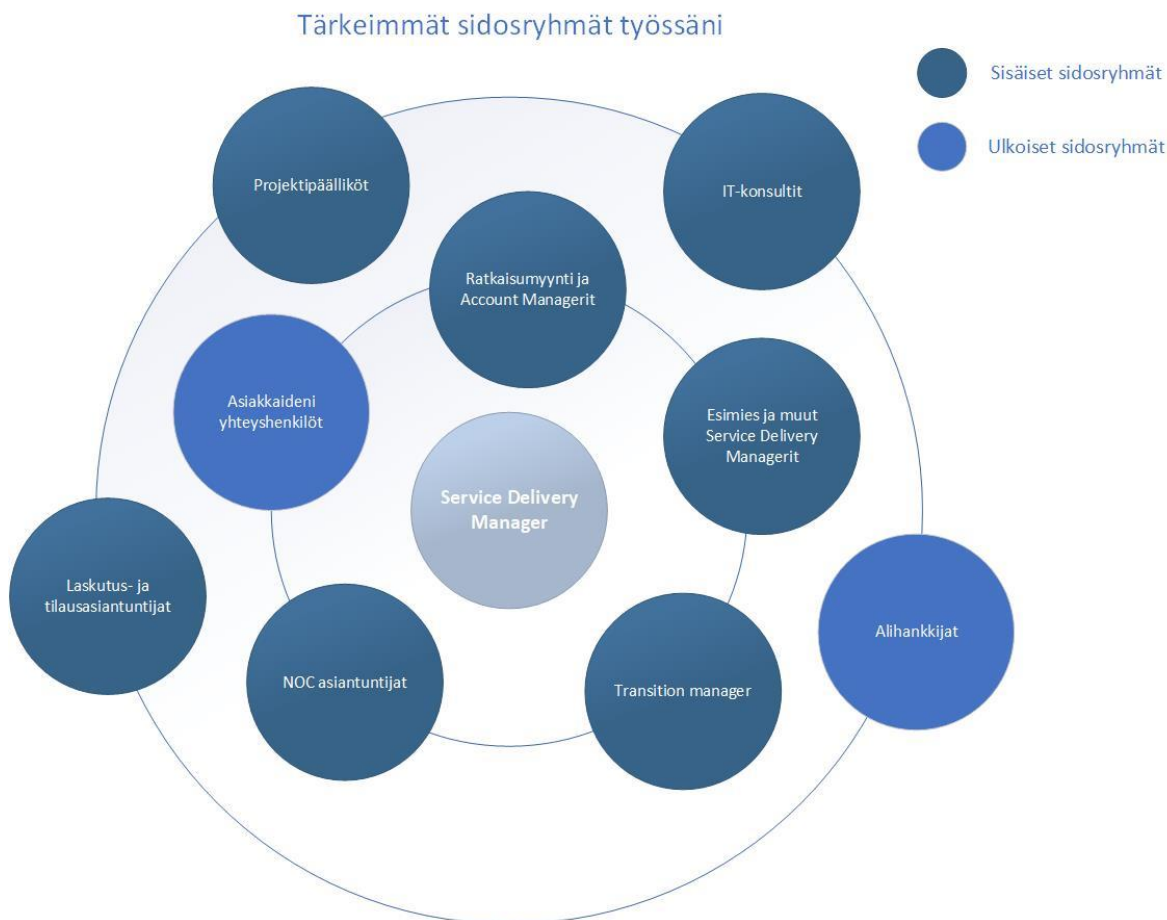 Tärkeimmät sidosryhmät työssäni
Sisäiset sidosryhmät
Ulkoiset sidosryhmät
Projektipäälliköt
IT-konsultit
Ratkaisumyynti ja
Account Managerit
Asiakkaideni
yhteyshenkilöt
Esimies ja muut
Service Delivery
Managerit
Service Delivery
Manager
Laskutus- ja
tilausasiantuntijat
Alihankkijat
NOC asiantuntijat
Transition manager